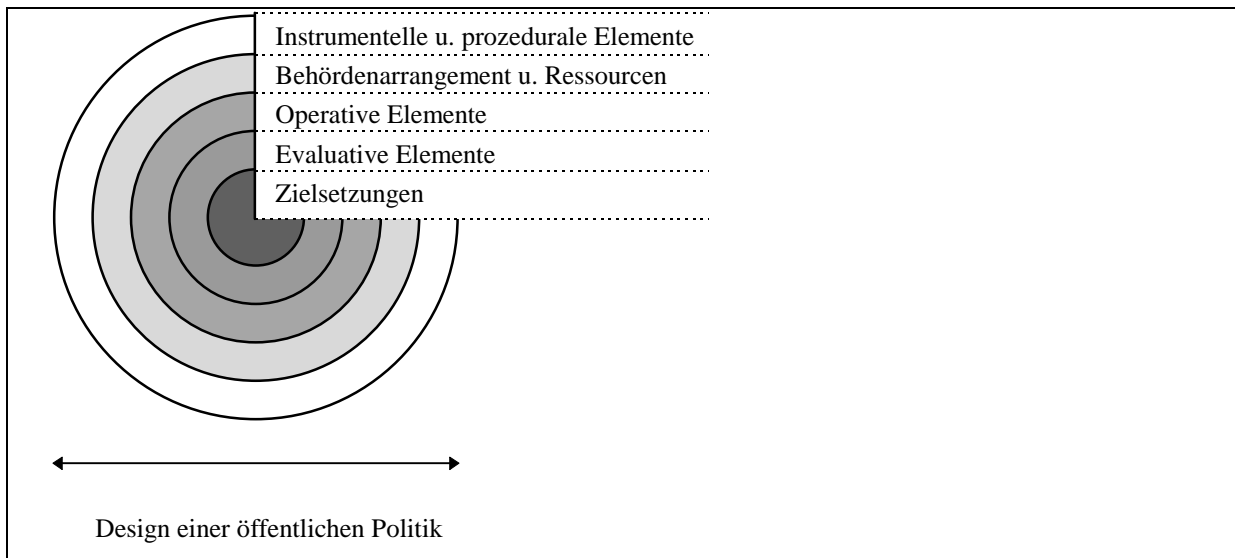 Instrumentelle u. prozedurale Elemente
Behördenarrangement u. Ressourcen
Operative Elemente
Evaluative Elemente
Zielsetzungen
Design einer öffentlichen Politik